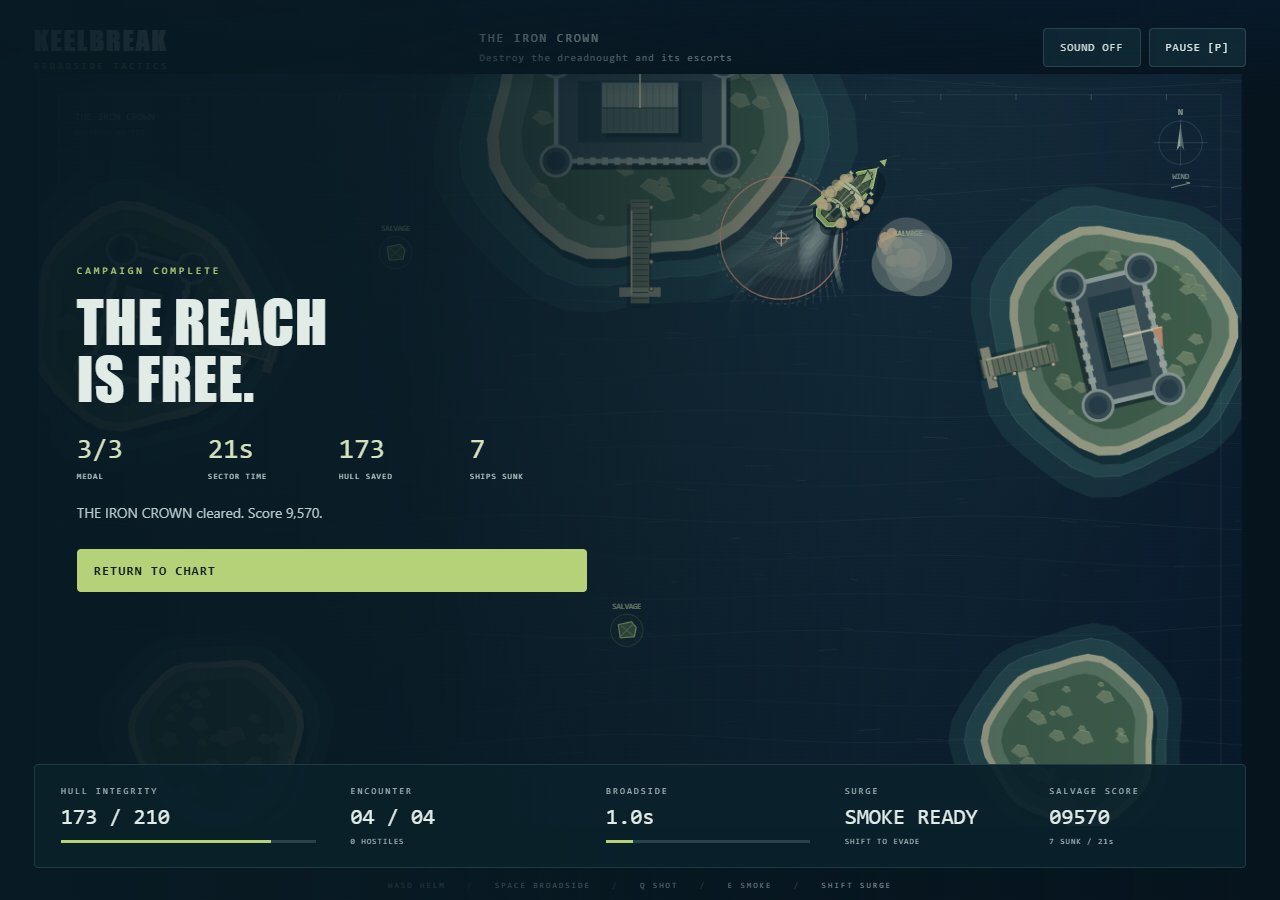 KEELBREAK
BROADSIDE TACTICS
THE IRON CROWN
Destroy the dreadnought and its escorts
SOUND OFF
PAUSE [P]
THE IRON CROWN
N
WIND
SALVAGE
SALVAGE
CAMPAIGN COMPLETE
THE REACH
IS FREE.
3/3
MEDAL
21s
SECTOR TIME
173
HULL SAVED
7
SHIPS SUNK
THE IRON CROWN cleared. Score 9,570.
RETURN TO CHART
SALVAGE
HULL INTEGRITY
173 / 210
ENCOUNTER
04 / 04
0 HOSTILES
BROADSIDE
1.0s
SURGE
SMOKE READY
SHIFT TO EVADE
SALVAGE SCORE
09570
7 SUNK / 21s
WASD HELM / SPACE BROADSIDE / Q SHOT / E SMOKE / SHIFT SURGE